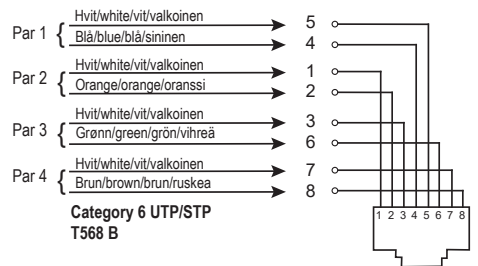 Hvit/white/vit/valkoinen 5
Par 1 { Blå/blue/blå/sininen 4
Hvit/white/vit/valkoinen 1
Par 2 { Orange/orange/oranssi 2
Hvit/white/vit/valkoinen 3
Par 3 { Grønn/green/grön/vihreä 6
Hvit/white/vit/valkoinen 7
Par 4 { Brun/brown/brun/ruskea 8
1 2 3 4 5 6 7 8
Category 6 UTP/STP
T568 B